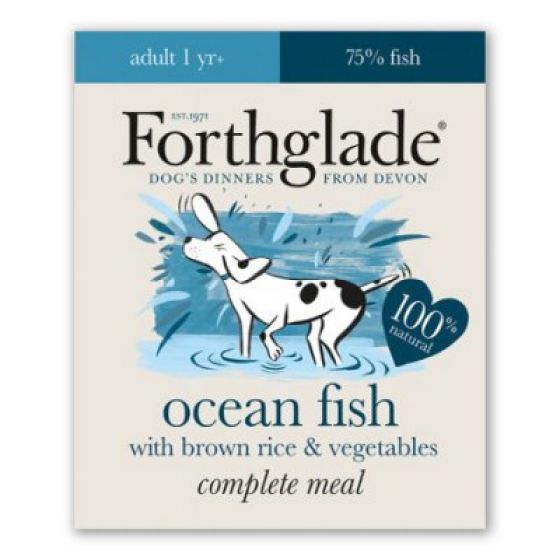 adult 1 yr+
75% fish
EST.1971
Forthglade®
DOG'S DINNERS FROM DEVON
100%
natural
ocean fish
with brown rice & vegetables
complete meal